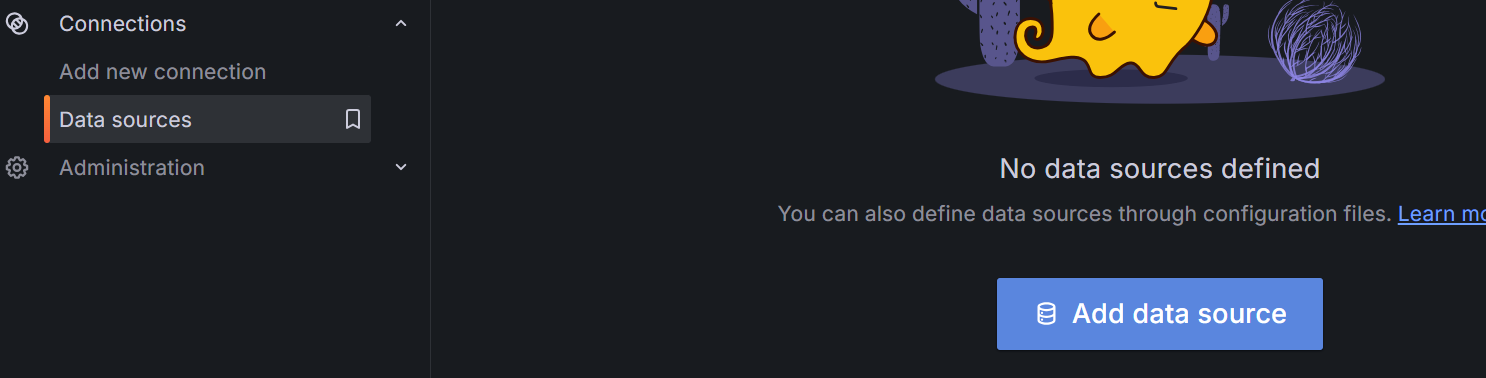 Connections
Add new connection
Data sources
Administration
No data sources defined
You can also define data sources through configuration files. Learn
Add data source